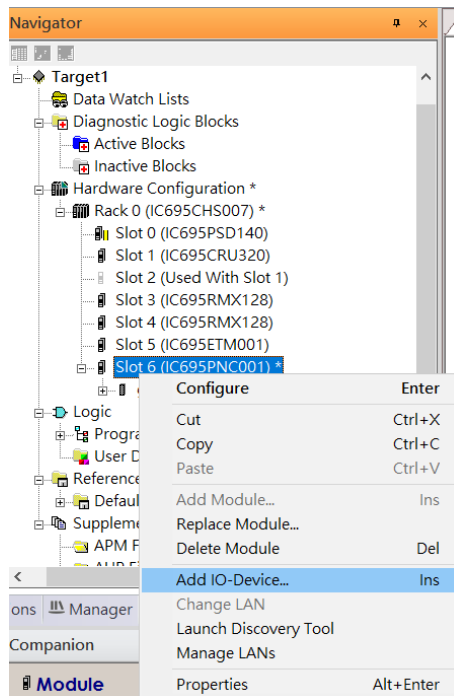 Navigator
Target1
Data Watch Lists
Diagnostic Logic Blocks
Active Blocks
Inactive Blocks
Hardware Configuration *
Rack 0 (IC695CHS007) *
Slot 0 (IC695PSD140)
Slot 1 (IC695CRU320)
Slot 2 (Used With Slot 1)
Slot 3 (IC695RMX128)
Slot 4 (IC695RMX128)
Slot 5 (IC695ETM001)
Slot 6 (IC695PNC001) *
Logic
Progra
User D
Reference
Defaul
Suppleme
APM F
ons Manager
Companion
Module
Configure Enter
Cut Ctrl+X
Copy Ctrl+C
Paste Ctrl+V
Add Module... Ins
Replace Module...
Delete Module Del
Add IO-Device... Ins
Change LAN
Launch Discovery Tool
Manage LANs
Properties Alt+Enter